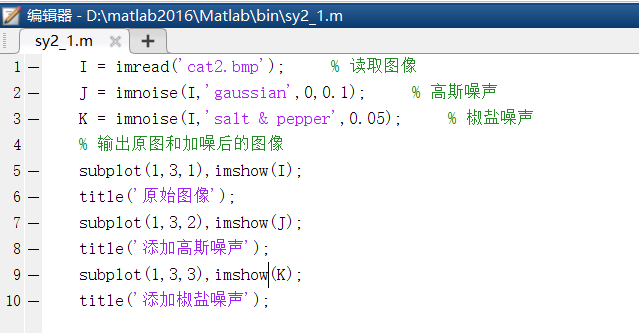 编辑器 - D:\matlab2016\Matlab\bin\sy2_1.m
sy2_1.m
1 I = imread('cat2.bmp'); % 读取图像
2 J = imnoise(I,'gaussian',0,0.1); % 高斯噪声
3 K = imnoise(I,'salt & pepper',0.05); % 椒盐噪声
4 % 输出原图和加噪后的图像
5 subplot(1,3,1),imshow(I);
6 title('原始图像');
7 subplot(1,3,2),imshow(J);
8 title('添加高斯噪声');
9 subplot(1,3,3),imshow(K);
10 title('添加椒盐噪声');